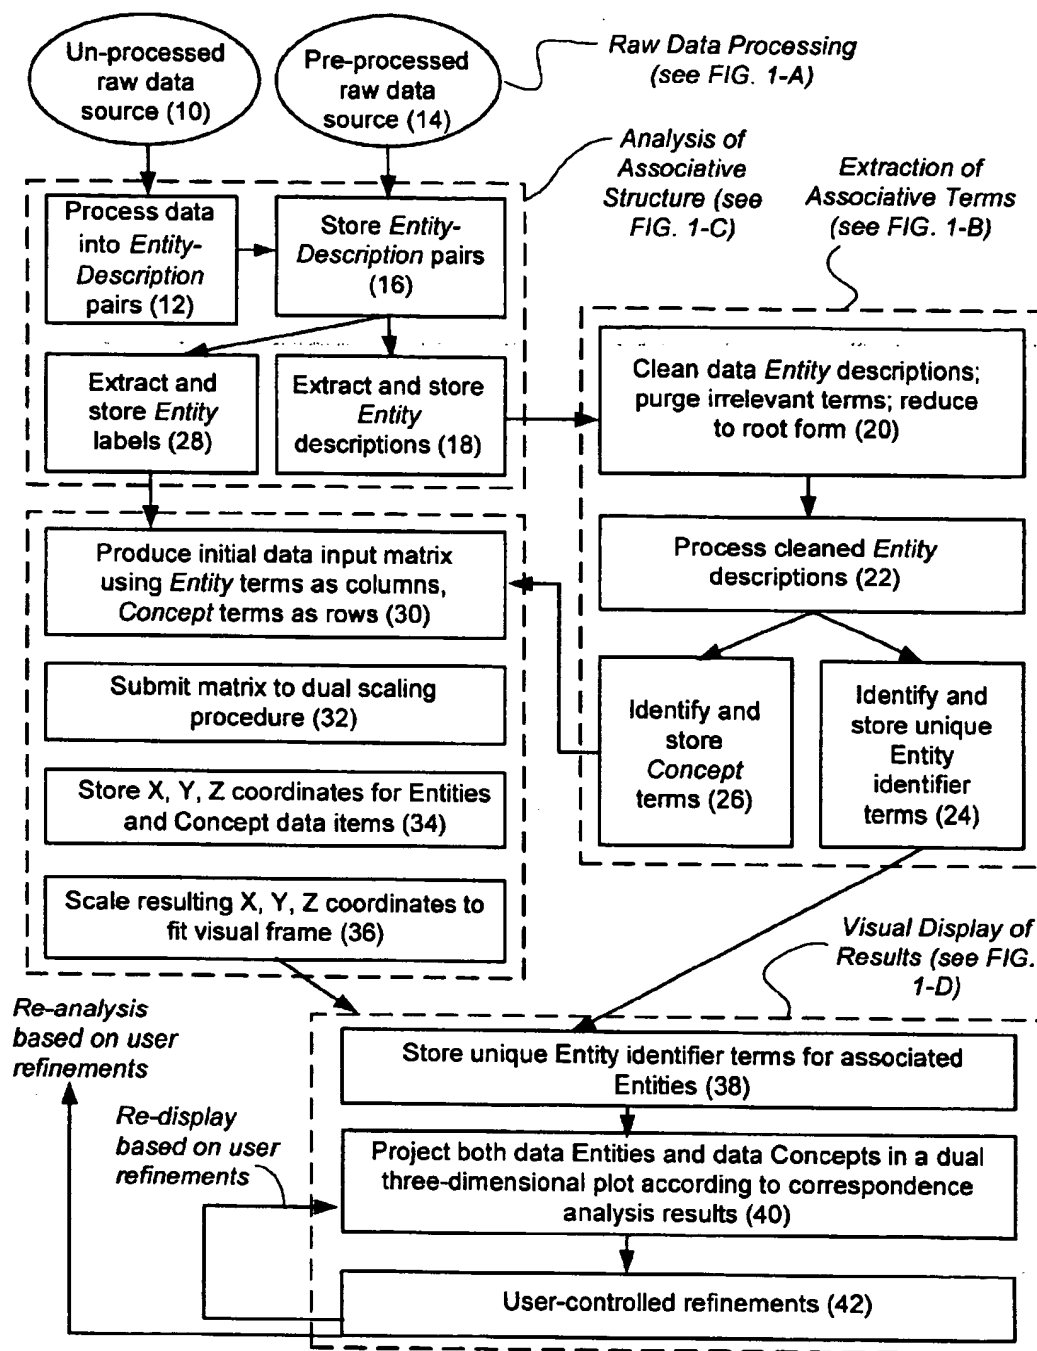 Un-processed
raw data
source (10)
Pre-processed
raw data
source (14)
Raw Data Processing
(see FIG. 1-A)
Analysis of
Associative
Structure (see
FIG. 1-C)
Extraction of
Associative Terms
(see FIG. 1-B)
Process data
into Entity-
Description
pairs (12)
Store Entity-
Description pairs
(16)
Extract and
store Entity
labels (28)
Extract and store
Entity
descriptions (18)
Clean data Entity descriptions;
purge irrelevant terms; reduce
to root form (20)
Process cleaned Entity
descriptions (22)
Produce initial data input matrix
using Entity terms as columns,
Concept terms as rows (30)
Submit matrix to dual scaling
procedure (32)
Identify and
store
Concept
terms (26)
Identify and
store unique
Entity
identifier
terms (24)
Store X, Y, Z coordinates for Entities
and Concept data items (34)
Scale resulting X, Y, Z coordinates to
fit visual frame (36)
Visual Display of
Results (see FIG.
1-D)
Re-analysis
based on user
refinements
Store unique Entity identifier terms for associated
Entities (38)
Re-display
based on user
refinements
Project both data Entities and data Concepts in a dual
three-dimensional plot according to correspondence
analysis results (40)
User-controlled refinements (42)